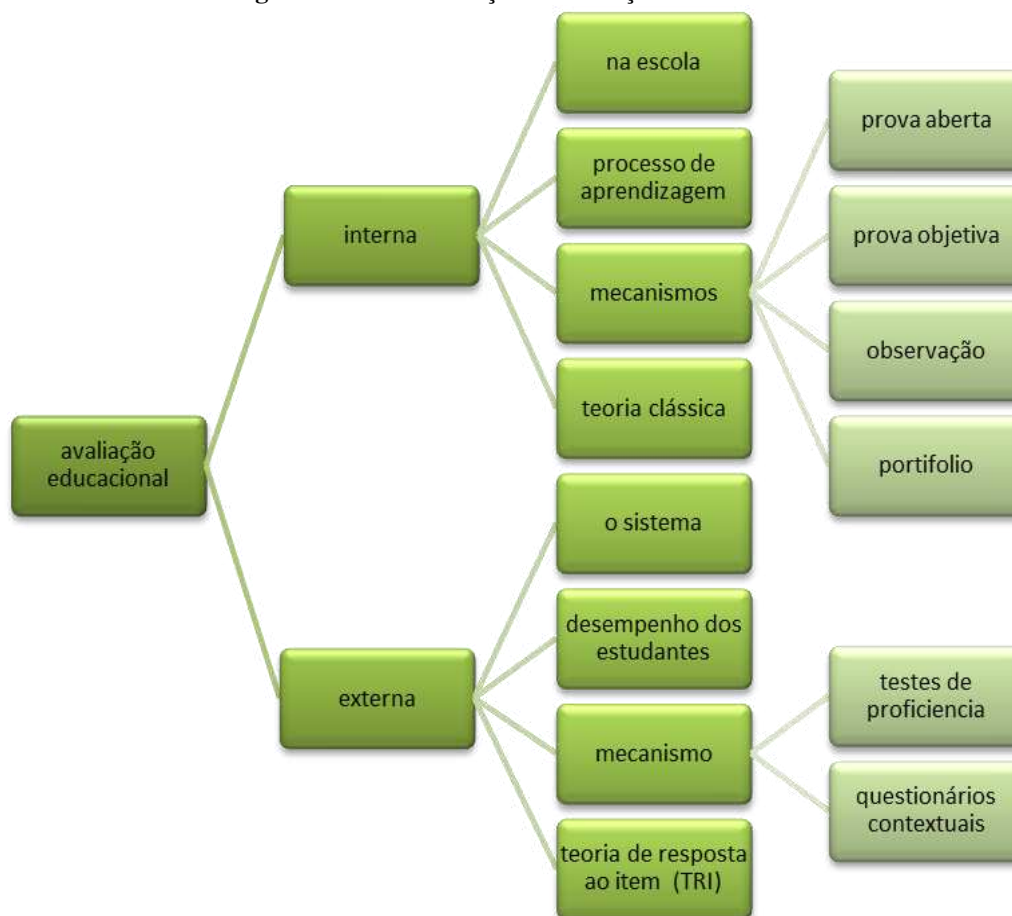 na escola
prova aberta
processo de
aprendizagem
interna
prova objetiva
mecanismos
observação
teoria clássica
avaliação
educacional
portifolio
o sistema
desempenho dos
estudantes
externa
testes de
proficiencia
mecanismo
questionários
contextuais
teoria de resposta
ao item (TRI)